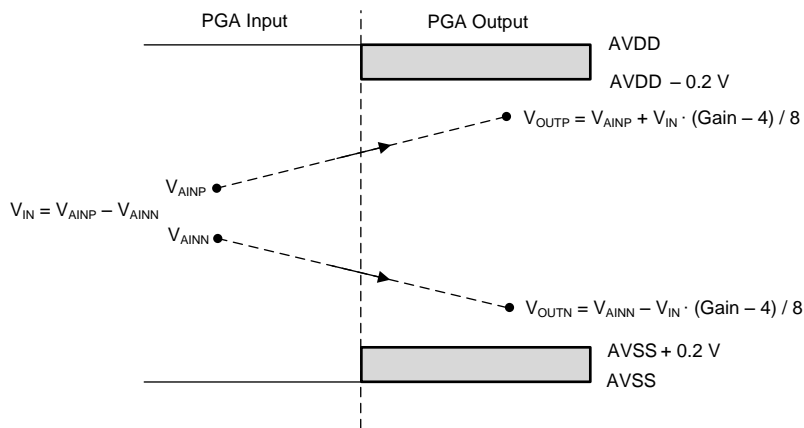 PGA Input
PGA Output
AVDD
AVDD – 0.2 V
V_OUTP = V_AINP + V_IN · (Gain – 4) / 8
V_AINP
V_IN = V_AINP – V_AINN
V_AINN
V_OUTN = V_AINN – V_IN · (Gain – 4) / 8
AVSS + 0.2 V
AVSS